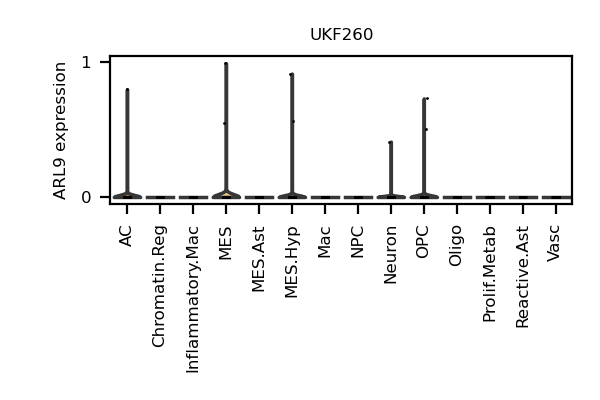 UKF260
ARL9 expression
1
0
AC
Chromatin.Reg
Inflammatory.Mac
MES
MES.Ast
MES.Hyp
Mac
NPC
Neuron
OPC
Oligo
Prolif.Metab
Reactive.Ast
Vasc